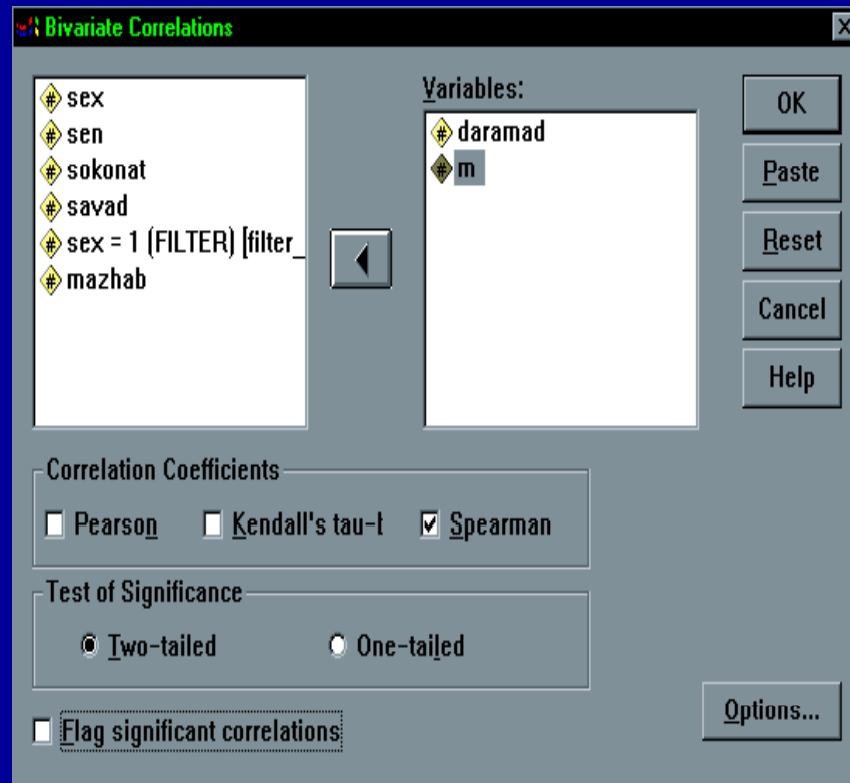 Bivariate Correlations
sex
sen
sokonat
savad
sex = 1 (FILTER) [filter_
mazhab
Variables:
daramad
m
OK
Paste
Reset
Cancel
Help
Correlation Coefficients
Pearson Kendall's tau-b Spearman
Test of Significance
Two-tailed One-tailed
Flag significant correlations
Options...